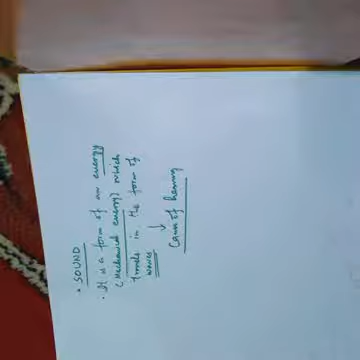 • SOUND
• It is a form of an energy
(Mechanical energy) which
travels in the form of
waves
↓
Cause of hearing